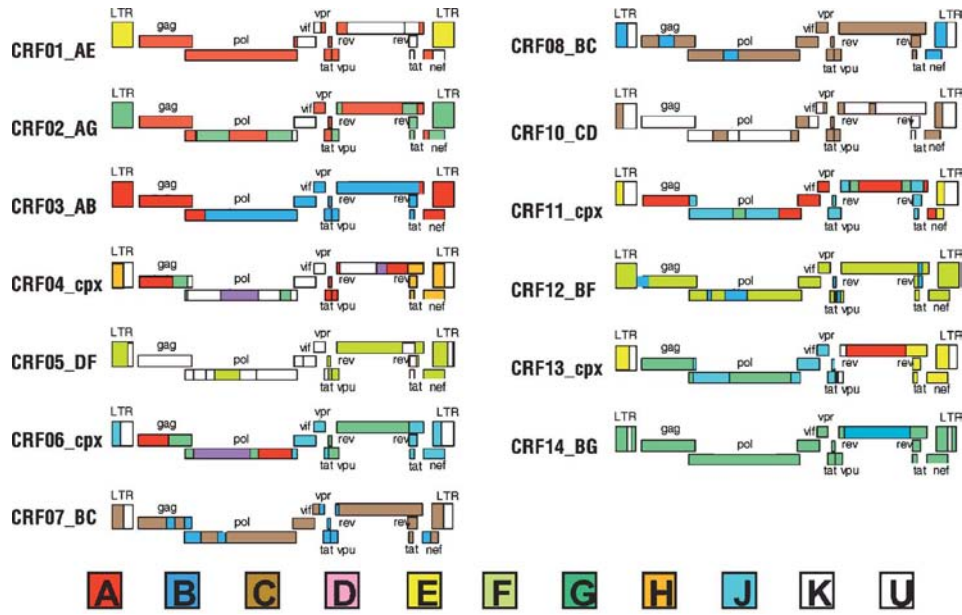 LTR gag pol vif vpr LTR
CRF01_AE rev rev
tat vpu tat nef
LTR gag pol vif vpr LTR
CRF02_AG rev rev
tat vpu tat nef
LTR gag pol vif vpr LTR
CRF03_AB rev rev
tat vpu tat nef
LTR gag pol vif vpr LTR
CRF04_cpx rev rev
tat vpu tat nef
LTR gag pol vif vpr LTR
CRF05_DF rev rev
tat vpu tat nef
LTR gag pol vif vpr LTR
CRF06_cpx rev rev
tat vpu tat nef
LTR gag pol vif vpr LTR
CRF07_BC rev rev
tat vpu tat nef
LTR gag pol vif vpr LTR
CRF08_BC rev rev
tat vpu tat nef
LTR gag pol vif vpr LTR
CRF10_CD rev rev
tat vpu tat nef
LTR gag pol vif vpr LTR
CRF11_cpx rev rev
tat vpu tat nef
LTR gag pol vif vpr LTR
CRF12_BF rev rev
tat vpu tat nef
LTR gag pol vif vpr LTR
CRF13_cpx rev rev
tat vpu tat nef
LTR gag pol vif vpr LTR
CRF14_BG rev rev
tat vpu tat nef
A B C D E F G H J K U